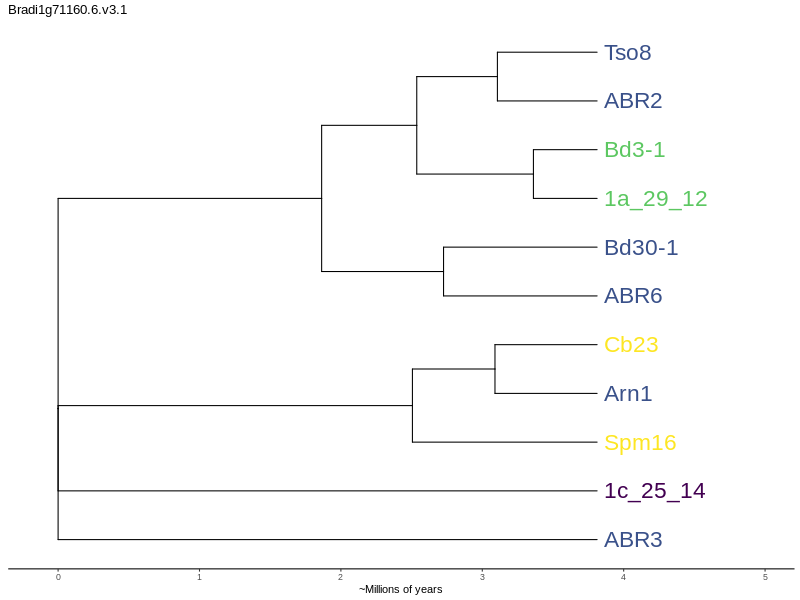 Bradi1g71160.6.v3.1
Tso8
ABR2
Bd3-1
1a_29_12
Bd30-1
ABR6
Cb23
Arn1
Spm16
1c_25_14
ABR3
0 1 2 3 4 5
~Millions of years